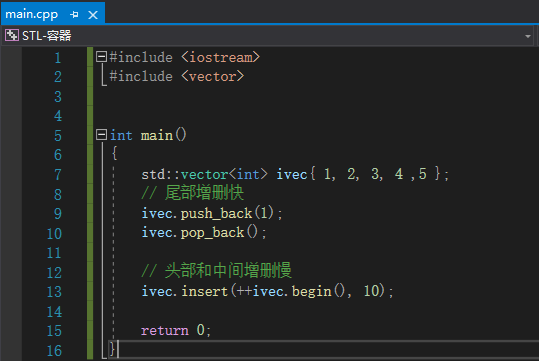 main.cpp
STL-容器
1 #include <iostream>
2 #include <vector>
3
4
5 int main()
6 {
7 std::vector<int> ivec{ 1, 2, 3, 4 ,5 };
8 // 尾部增删快
9 ivec.push_back(1);
10 ivec.pop_back();
11
12 // 头部和中间增删慢
13 ivec.insert(++ivec.begin(), 10);
14
15 return 0;
16 }